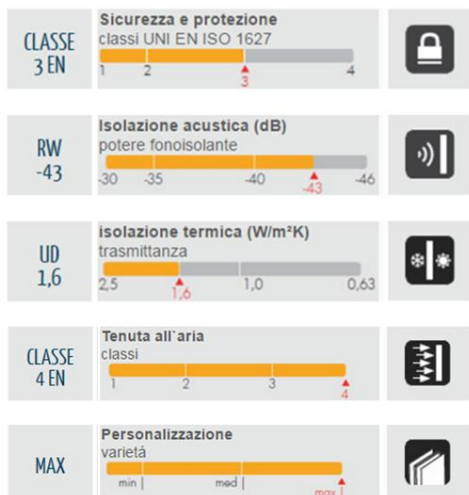 CLASSE
3 EN
Sicurezza e protezione
classi UNI EN ISO 1627
1 2 3 4
RW
-43
Isolazione acustica (dB)
potere fonoisolante
-30 -35 -40 -43 -46
UD
1,6
isolazione termica (W/m²K)
trasmittanza
2,5 1,6 1,0 0,63
CLASSE
4 EN
Tenuta all`aria
classi
1 2 3 4
MAX
Personalizzazione
varietá
min med max